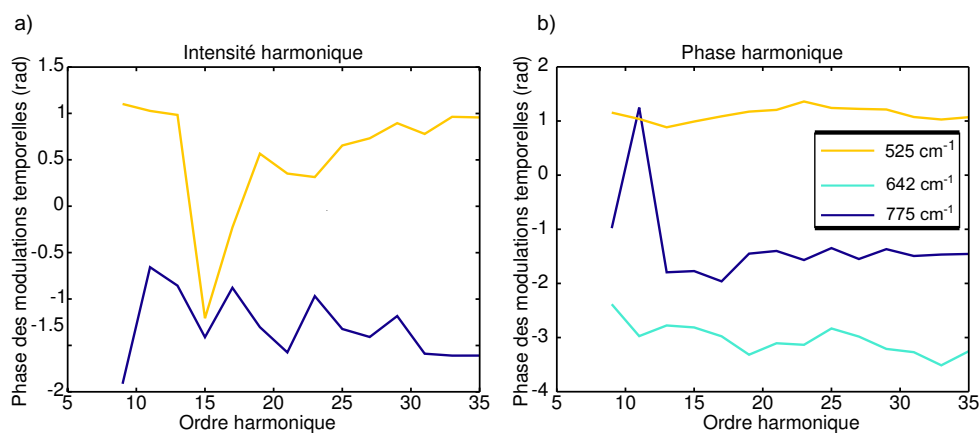 a)
Intensité harmonique
Phase des modulations temporelles (rad)
1.5
1
0.5
0
-0.5
-1
-1.5
-2
5
10
15
20
25
30
35
Ordre harmonique
b)
Phase harmonique
Phase des modulations temporelles (rad)
2
1
0
-1
-2
-3
-4
5
10
15
20
25
30
35
Ordre harmonique
525 cm⁻¹
642 cm⁻¹
775 cm⁻¹